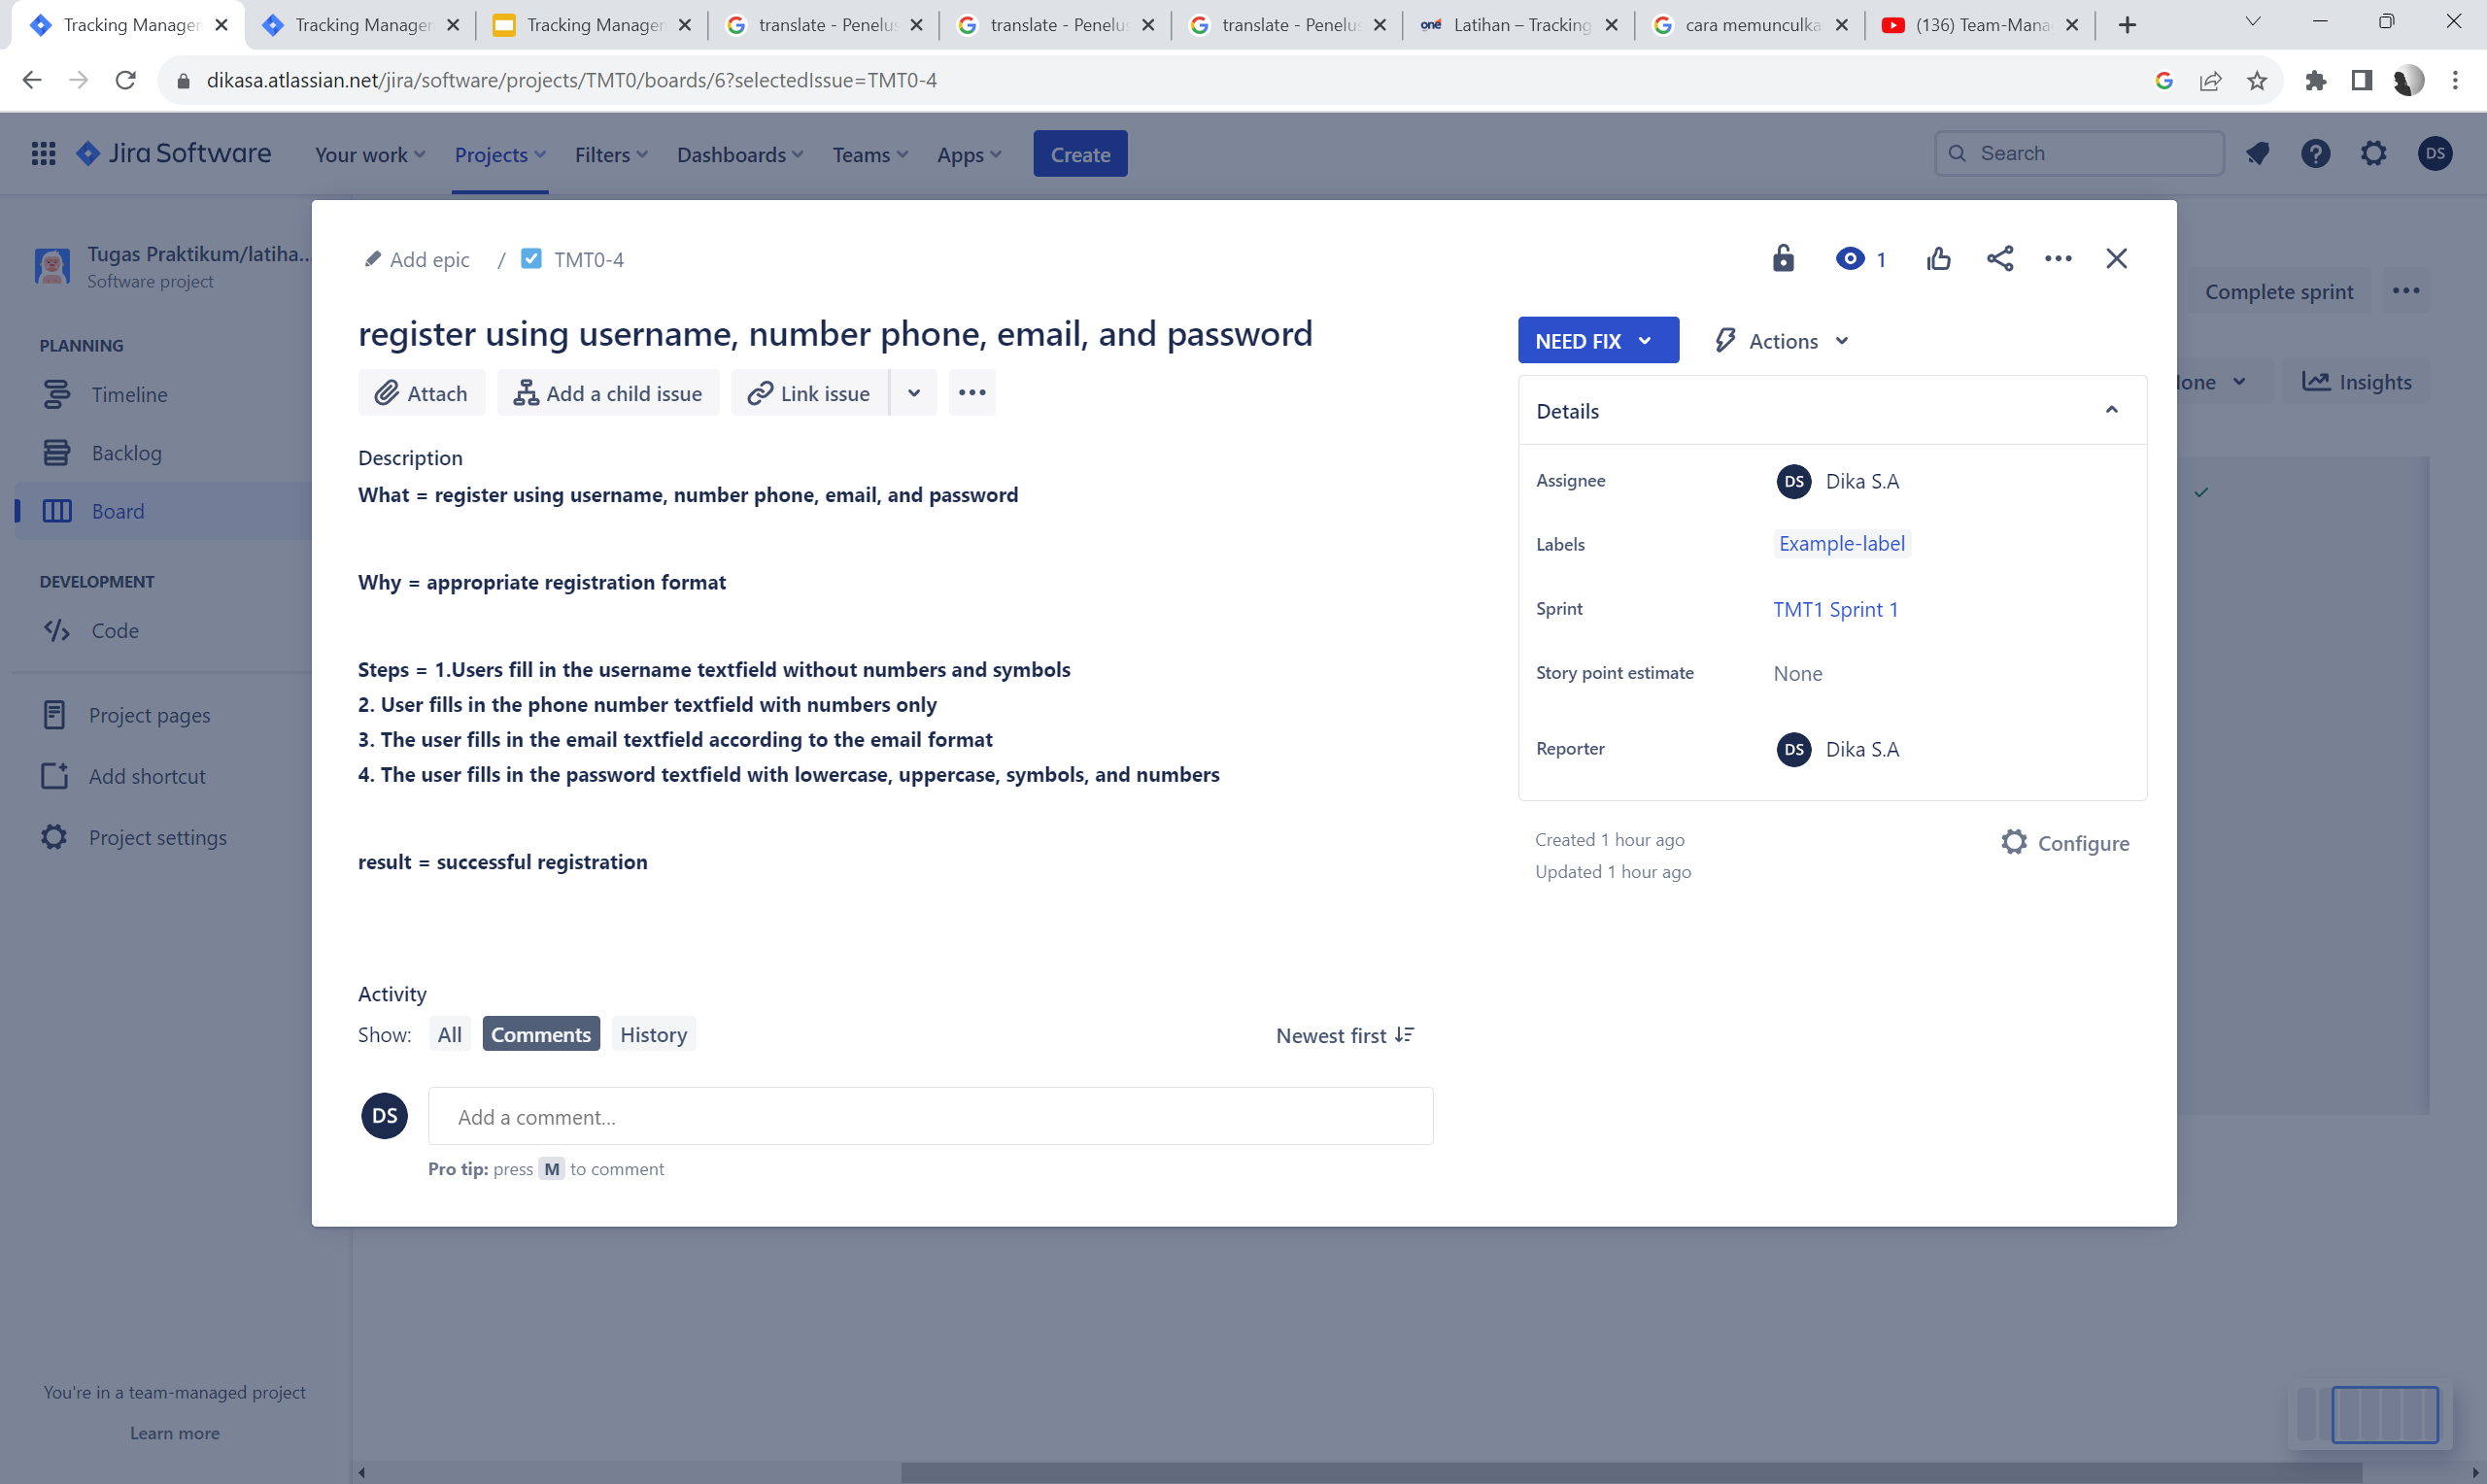 Tracking Manager
Tracking Manager
Tracking Manager
translate - Penelus
translate - Penelus
translate - Penelus
one
Latihan – Tracking
cara memunculka
(136) Team-Mana
dikasa.atlassian.net/jira/software/projects/TMT0/boards/6?selectedIssue=TMT0-4
Jira Software
Your work
Projects
Filters
Dashboards
Teams
Apps
Create
Search
DS
Tugas Praktikum/latiha...
Software project
PLANNING
Timeline
Backlog
Board
DEVELOPMENT
Code
Project pages
Add shortcut
Project settings
You're in a team-managed project
Learn more
Add epic / TMT0-4
1
register using username, number phone, email, and password
Attach
Add a child issue
Link issue
Description
What = register using username, number phone, email, and password
Why = appropriate registration format
Steps = 1.Users fill in the username textfield without numbers and symbols
2. User fills in the phone number textfield with numbers only
3. The user fills in the email textfield according to the email format
4. The user fills in the password textfield with lowercase, uppercase, symbols, and numbers
result = successful registration
Activity
Show: All Comments History
Newest first
DS
Add a comment...
Pro tip: press M to comment
NEED FIX
Actions
Details
Assignee
DS Dika S.A
Labels
Example-label
Sprint
TMT1 Sprint 1
Story point estimate
None
Reporter
DS Dika S.A
Created 1 hour ago
Updated 1 hour ago
Configure
Complete sprint
Insights